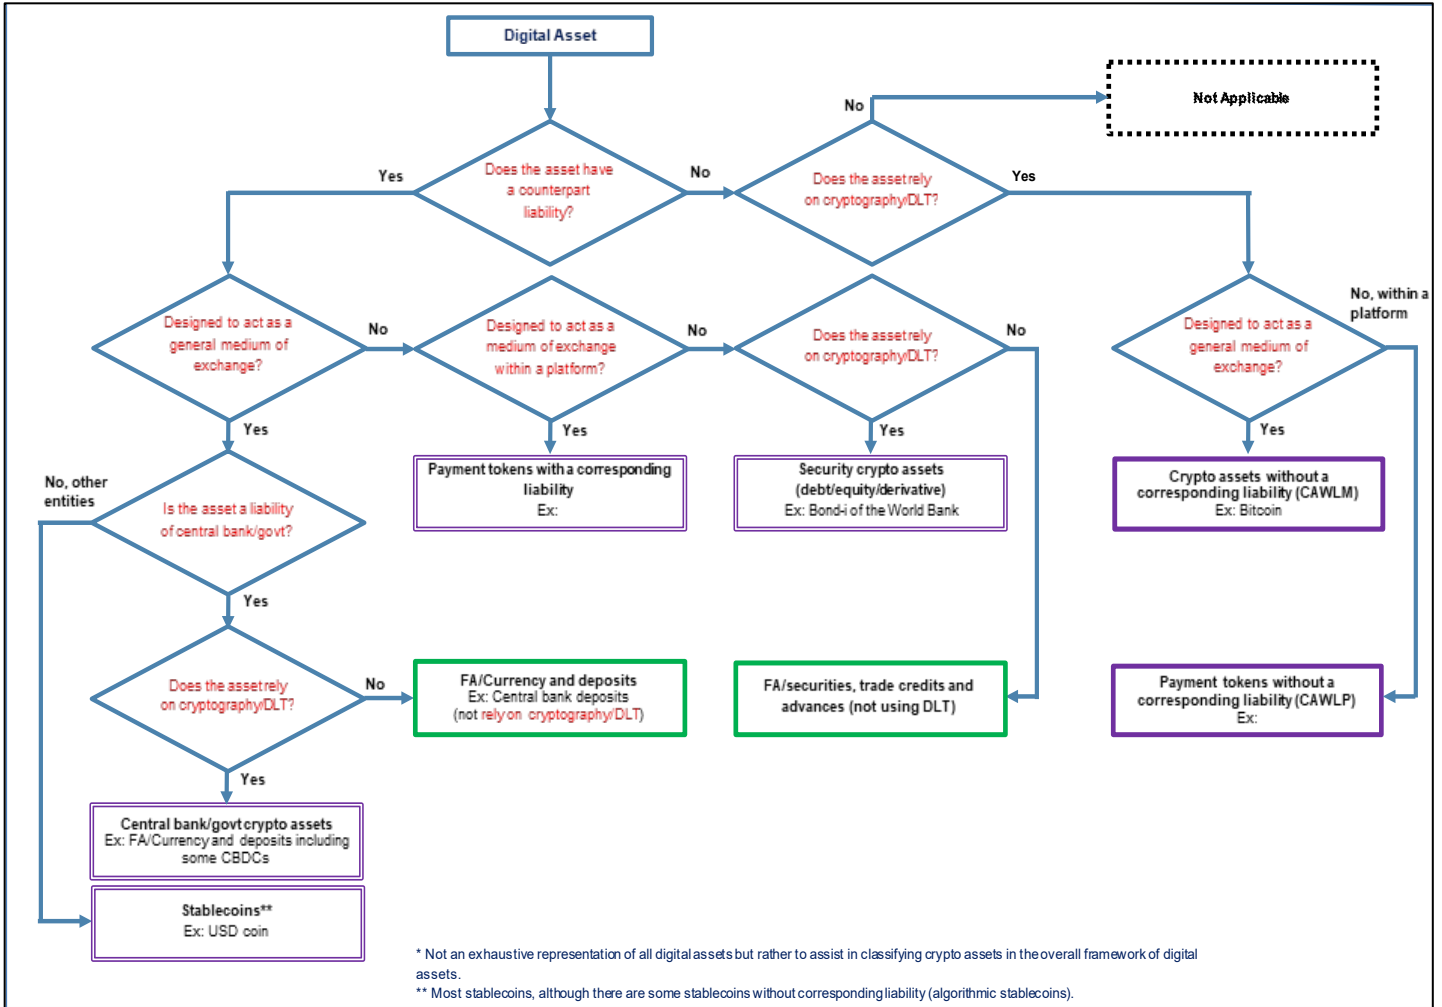 Digital Asset
Not Applicable
No
Does the asset have
a counterpart
liability?
Yes
No
Does the asset rely
on cryptography/DLT?
Yes
Designed to act as a
general medium of
exchange?
No
Designed to act as a
medium of exchange
within a platform?
No
Does the asset rely
on cryptography/DLT?
No
Designed to act as a
general medium of
exchange?
No, within a
platform
Yes
Yes
Yes
Yes
No, other
entities
Is the asset a liability
of central bank/govt?
Payment tokens with a corresponding
liability
Ex:
Security crypto assets
(debt/equity/derivative)
Ex: Bond-i of the World Bank
Crypto assets without a
corresponding liability (CAWLM)
Ex: Bitcoin
Yes
Does the asset rely
on cryptography/DLT?
No
FA/Currency and deposits
Ex: Central bank deposits
(not rely on cryptography/DLT)
FA/securities, trade credits and
advances (not using DLT)
Payment tokens without a
corresponding liability (CAWLP)
Ex:
Yes
Central bank/govt crypto assets
Ex: FA/Currency and deposits including
some CBDCs
Stablecoins**
Ex: USD coin
* Not an exhaustive representation of all digital assets but rather to assist in classifying crypto assets in the overall framework of digital
assets.
** Most stablecoins, although there are some stablecoins without corresponding liability (algorithmic stablecoins).